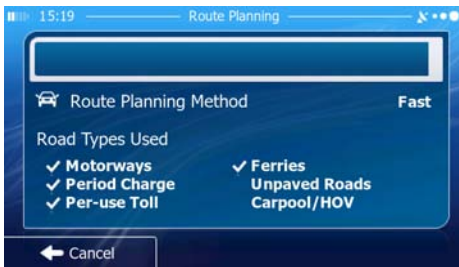 15:19 Route Planning
Route Planning Method Fast
Road Types Used
Motorways Ferries
Period Charge Unpaved Roads
Per-use Toll Carpool/HOV
Cancel